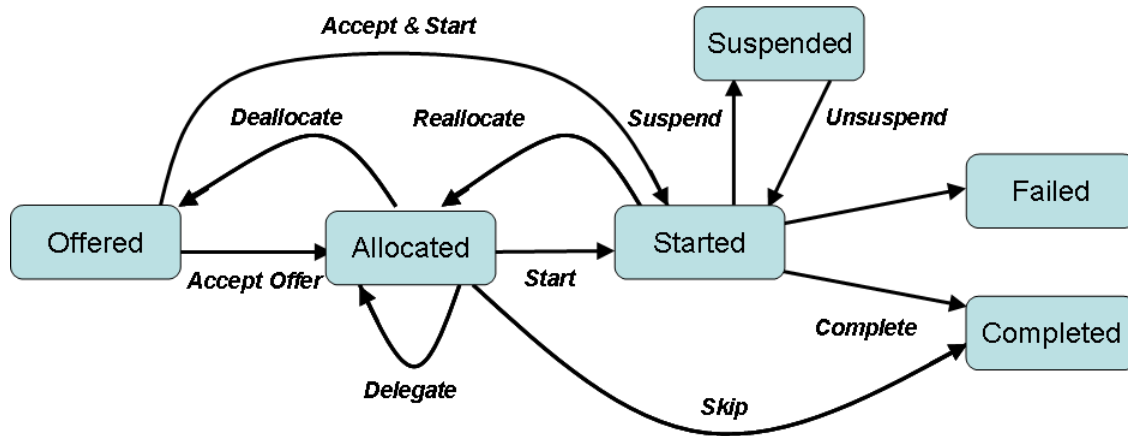 Accept & Start
Suspended
Deallocate
Reallocate
Suspend
Unsuspend
Failed
Offered
Allocated
Started
Accept Offer
Start
Complete
Completed
Delegate
Skip